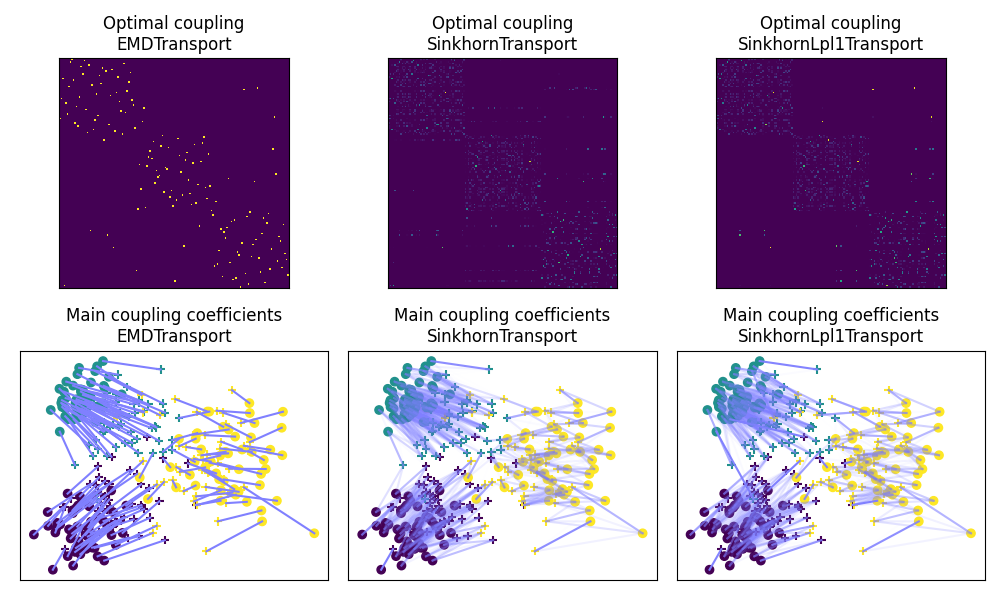 Optimal coupling
EMDTransport
Optimal coupling
SinkhornTransport
Optimal coupling
SinkhornLpl1Transport
Main coupling coefficients
EMDTransport
Main coupling coefficients
SinkhornTransport
Main coupling coefficients
SinkhornLpl1Transport